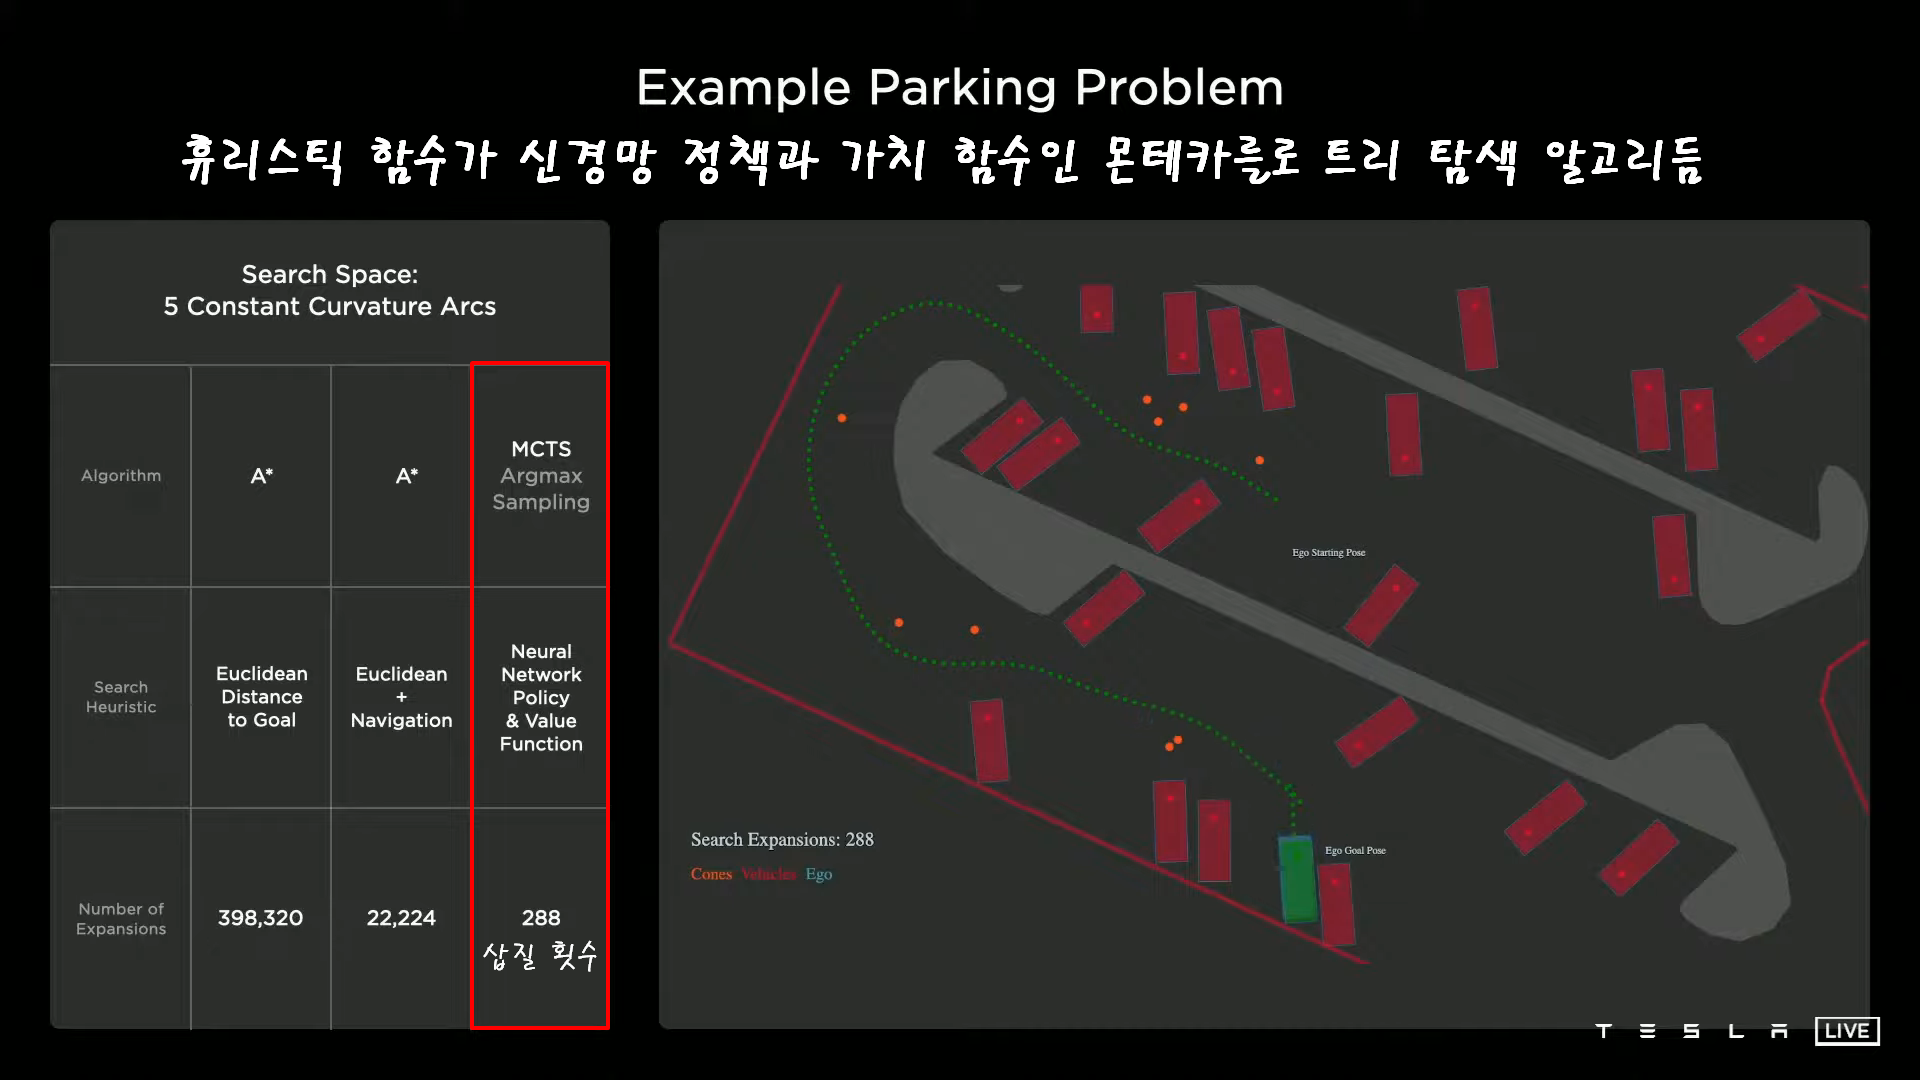 Example Parking Problem
휴리스틱 함수가 신경망 정책과 가치 함수인 몬테카를로 트리 탐색 알고리듬
Search Space:
5 Constant Curvature Arcs
Algorithm
A*
A*
MCTS
Argmax
Sampling
Search
Heuristic
Euclidean
Distance
to Goal
Euclidean
+
Navigation
Neural
Network
Policy
& Value
Function
Number of
Expansions
398,320
22,224
288
삽질 횟수
Ego Starting Pose
Search Expansions: 288
Cones Vehicles Ego
Ego Goal Pose
TESLA LIVE